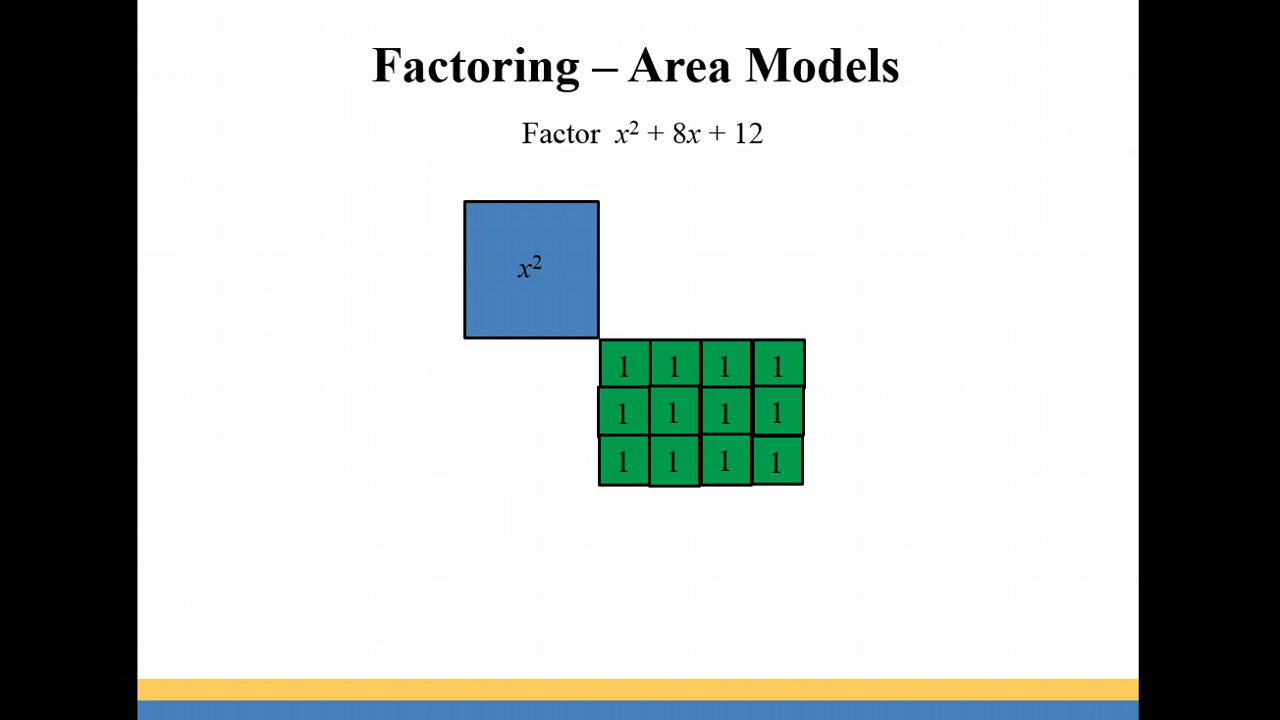 Factoring – Area Models
Factor x² + 8x + 12
x²
1 1 1 1
1 1 1 1
1 1 1 1